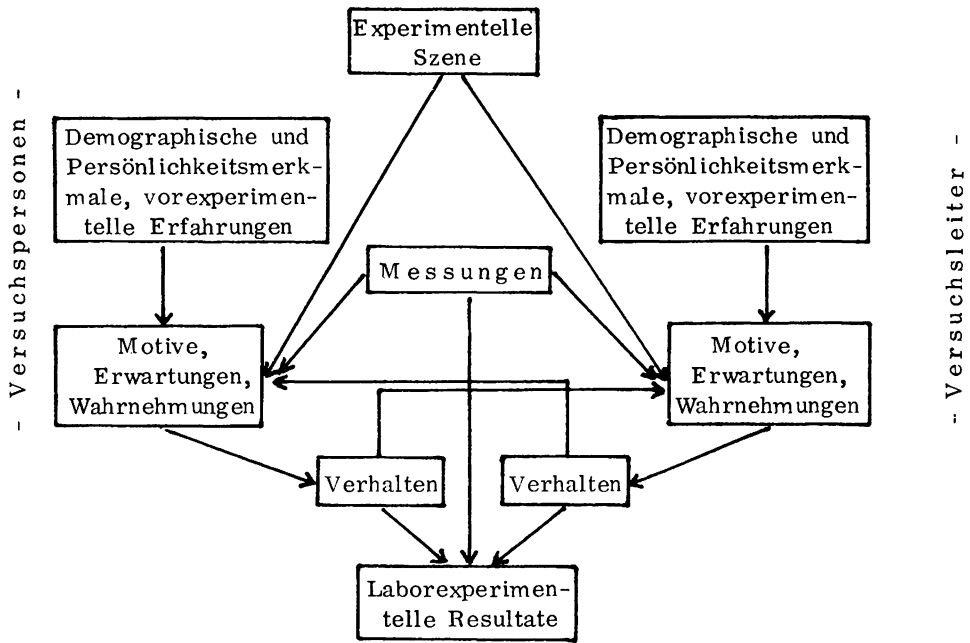 Experimentelle
Szene
- Versuchspersonen -
Demographische und
Persönlichkeitsmerk-
male, vorexperimen-
telle Erfahrungen
Demographische und
Persönlichkeitsmerk-
male, vorexperimen-
telle Erfahrungen
- Versuchsleiter -
Messungen
Motive,
Erwartungen,
Wahrnehmungen
Motive,
Erwartungen,
Wahrnehmungen
Verhalten
Verhalten
Laborexperimen-
telle Resultate